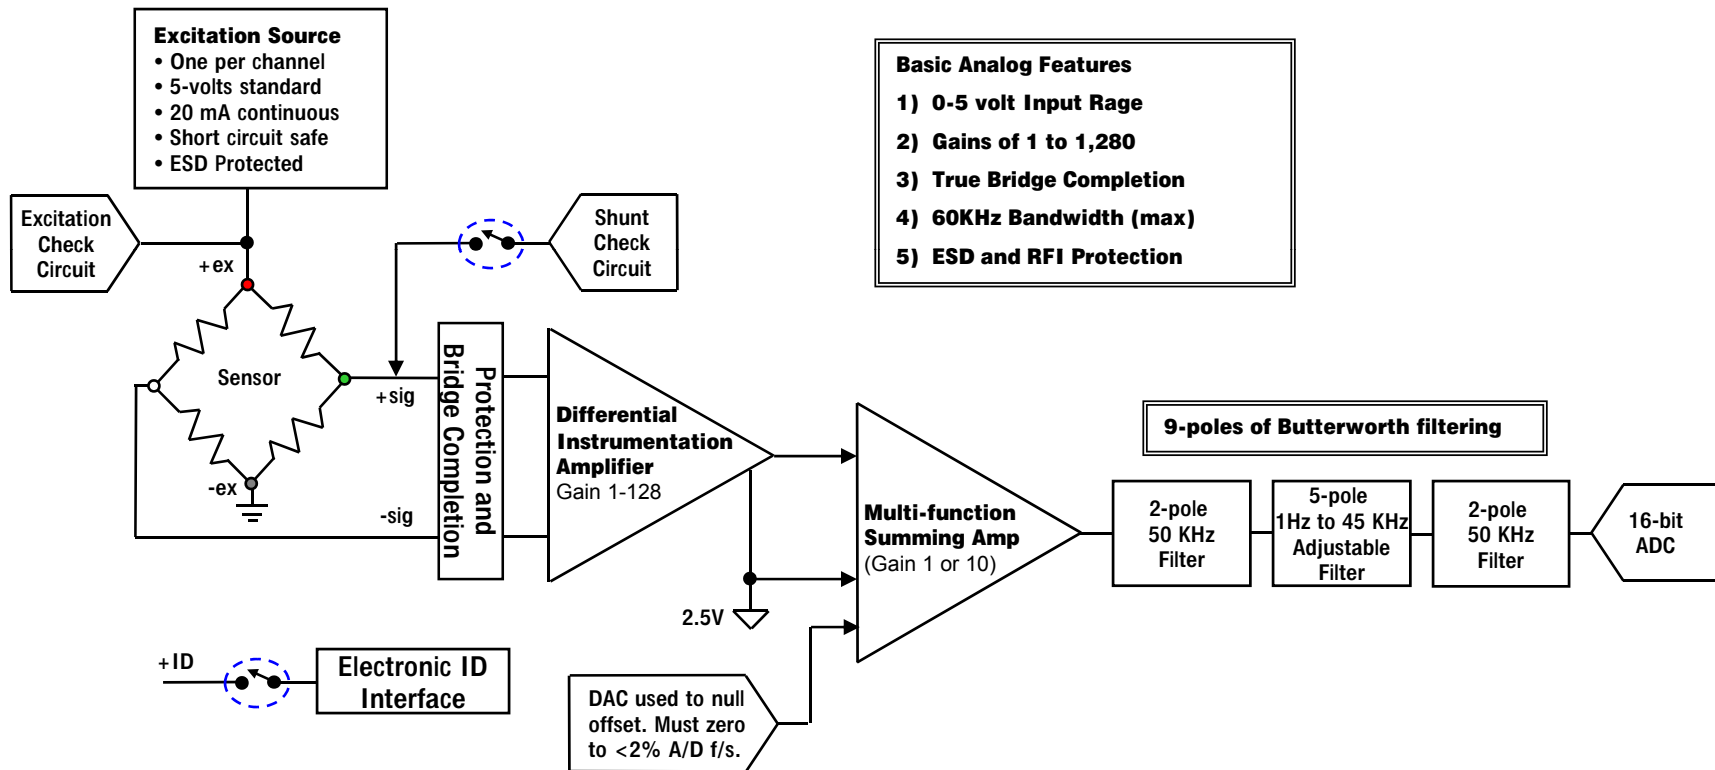 Excitation Source
• One per channel
• 5-volts standard
• 20 mA continuous
• Short circuit safe
• ESD Protected
Basic Analog Features
1) 0-5 volt Input Rage
2) Gains of 1 to 1,280
3) True Bridge Completion
4) 60KHz Bandwidth (max)
5) ESD and RFI Protection
Excitation
Check
Circuit
+ex
Shunt
Check
Circuit
Sensor
+sig
-ex
-sig
Protection and
Bridge Completion
Differential
Instrumentation
Amplifier
Gain 1-128
2.5V
Multi-function
Summing Amp
(Gain 1 or 10)
9-poles of Butterworth filtering
2-pole
50 KHz
Filter
5-pole
1Hz to 45 KHz
Adjustable
Filter
2-pole
50 KHz
Filter
16-bit
ADC
+ID
Electronic ID
Interface
DAC used to null
offset. Must zero
to <2% A/D f/s.